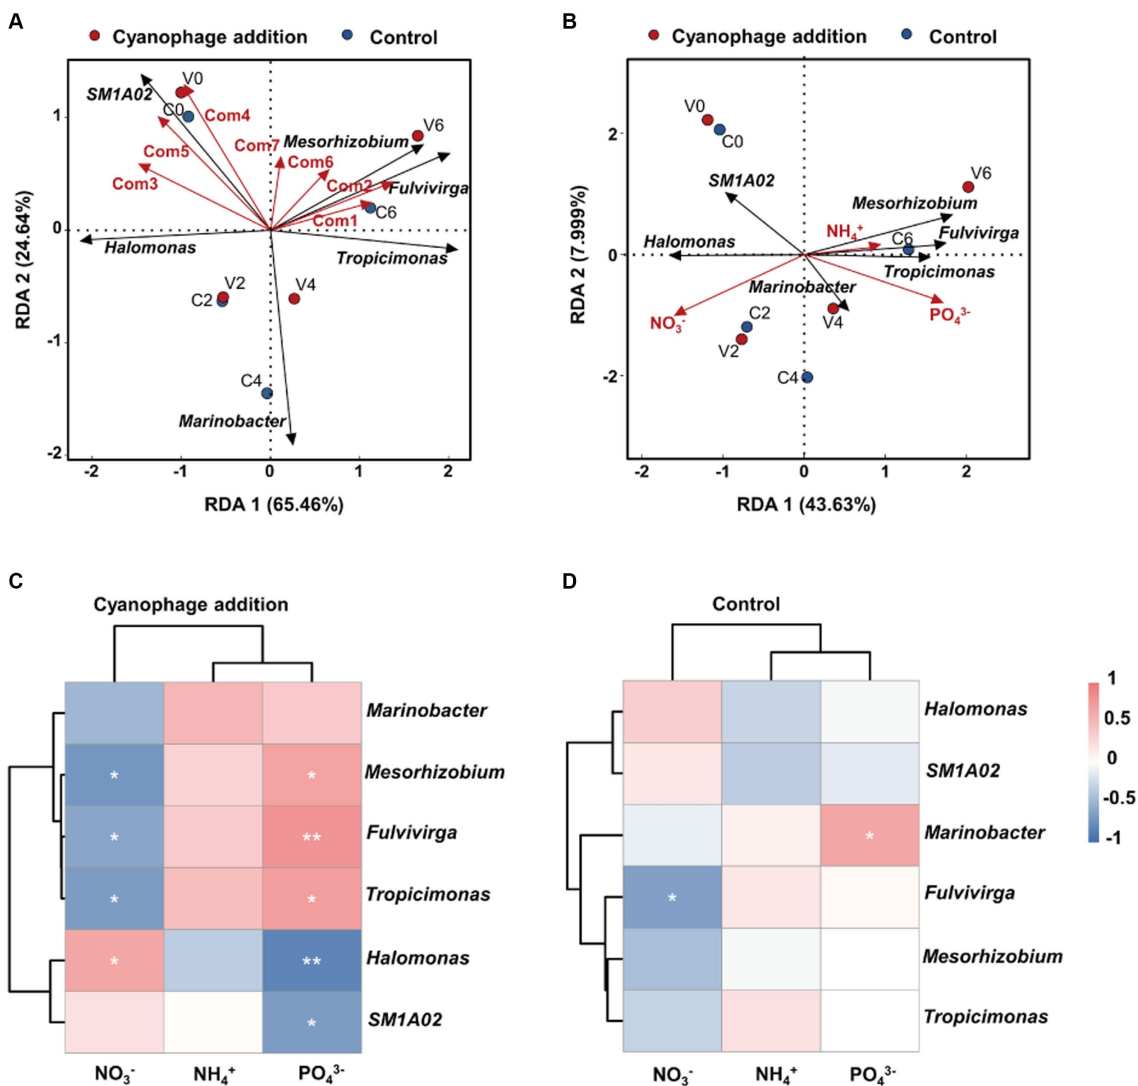 A
Cyanophage addition Control
SM1A02
V0
C0
Com4
Com5
Com3
Com7
Com6
Mesorhizobium
V6
Com2
Fulvivirga
Com1
C6
Halomonas
Tropicimonas
V2
C2
V4
C4
Marinobacter
1
0
-1
-2
-2 -1 0 1 2
RDA 2 (24.64%)
RDA 1 (65.46%)
B
Cyanophage addition Control
V0
C0
SM1A02
V6
Mesorhizobium
NH₄⁺
C6
Fulvivirga
Halomonas
Tropicimonas
Marinobacter
NO₃⁻
PO₄³⁻
C2
V2
V4
C4
2
0
-2
-2 -1 0 1 2
RDA 2 (7.999%)
RDA 1 (43.63%)
C
Cyanophage addition
Marinobacter
* * Mesorhizobium
* ** Fulvivirga
* * Tropicimonas
* ** Halomonas
* SM1A02
NO₃⁻ NH₄⁺ PO₄³⁻
D
Control
Halomonas
SM1A02
* Marinobacter
* Fulvivirga
Mesorhizobium
Tropicimonas
NO₃⁻ NH₄⁺ PO₄³⁻
1
0.5
0
-0.5
-1